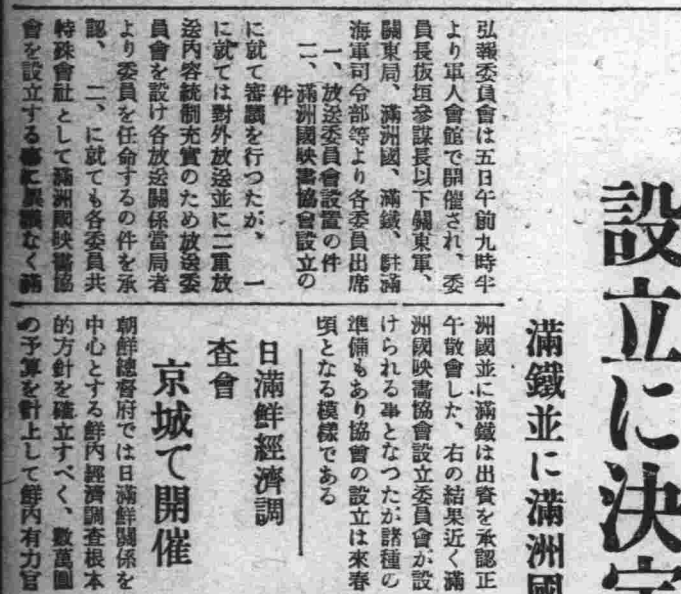 設立に決定
滿鐵並に滿洲國
弘報委員會は五日午前九時半
より軍人會館で開催され、委
員長板垣參謀長以下關東軍、
關東局、滿洲國、滿鐵、駐滿
海軍司令部等より各委員出席
一、放送委員會設置の件
二、滿洲國映畫協會設立の
件
に就て審議を行つたが、一
に就ては對外放送並に二重放
送内容統制充實のため放送委
員會を設け各放送關係當局者
より委員を任命するの件を承
認、二、に就ても各委員共
特殊會社として滿洲國映畫協
會を設立する事に異議なく滿
洲國並に滿鐵は出資を承認正
午散會した、右の結果近く滿
洲國映畫協會設立委員會が設
けられる事となつたが諸種の
準備もあり協會の設立は來春
頃となる模樣である
日滿鮮經濟調
査會
京城で開催
朝鮮總督府では日滿鮮關係を
中心とする鮮内經濟調査根本
的方針を確立すべく、數萬圓
の予算を計上して鮮内有力官